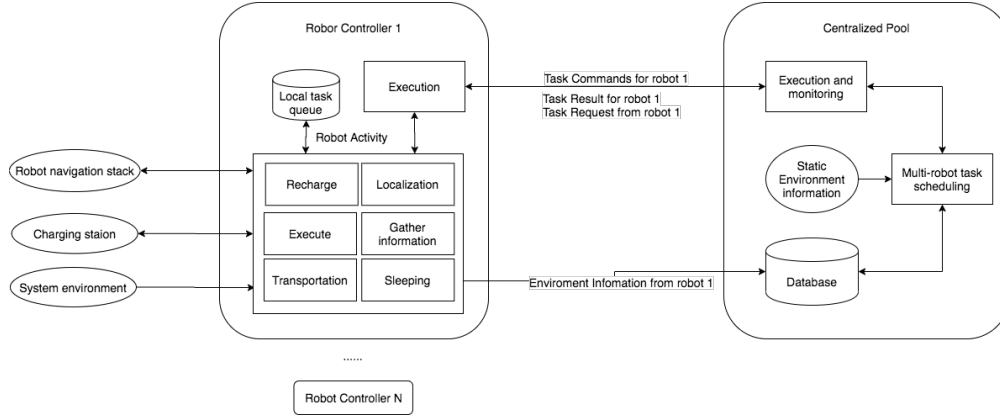 Robor Controller 1
Centralized Pool
Local task
queue
Execution
Task Commands for robot 1
Task Result for robot 1
Task Request from robot 1
Execution and
monitoring
Robot Activity
Robot navigation stack
Recharge
Localization
Static
Environment
information
Multi-robot task
scheduling
Charging staion
Execute
Gather
information
System environment
Transportation
Sleeping
Enviroment Infomation from robot 1
Database
......
Robot Controller N